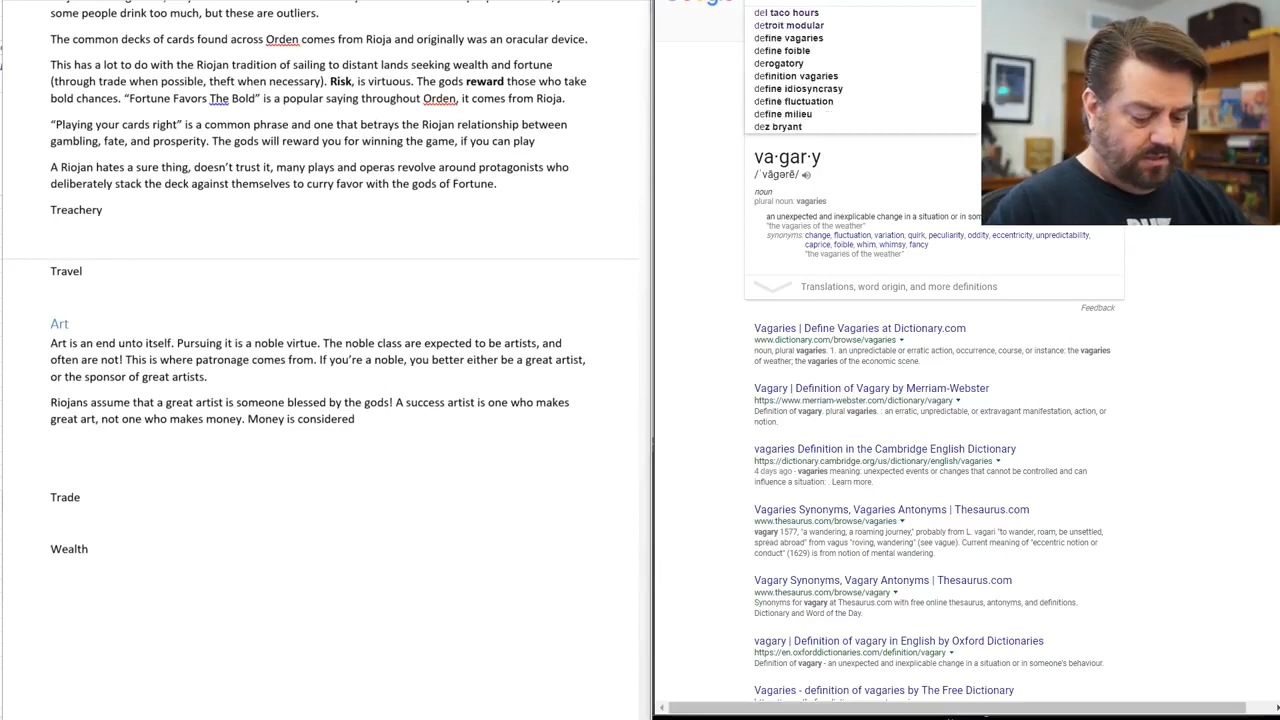 some people drink too much, but these are outliers.
The common decks of cards found across Orden comes from Rioja and originally was an oracular device.
This has a lot to do with the Riojan tradition of sailing to distant lands seeking wealth and fortune
(through trade when possible, theft when necessary). Risk, is virtuous. The gods reward those who take
bold chances. “Fortune Favors The Bold” is a popular saying throughout Orden, it comes from Rioja.
“Playing your cards right” is a common phrase and one that betrays the Riojan relationship between
gambling, fate, and prosperity. The gods will reward you for winning the game, if you can play
A Riojan hates a sure thing, doesn’t trust it, many plays and operas revolve around protagonists who
deliberately stack the deck against themselves to curry favor with the gods of Fortune.
Treachery
Travel
Art
Art is an end unto itself. Pursuing it is a noble virtue. The noble class are expected to be artists, and
often are not! This is where patronage comes from. If you’re a noble, you better either be a great artist,
or the sponsor of great artists.
Riojans assume that a great artist is someone blessed by the gods! A success artist is one who makes
great art, not one who makes money. Money is considered
Trade
Wealth
del taco hours
detroit modular
define vagaries
define foible
derogatory
definition vagaries
define idiosyncrasy
define fluctuation
define milieu
dez bryant
va·gar·y
/ˈvāɡərē/
noun
plural noun: vagaries
an unexpected and inexplicable change in a situation or in som
"the vagaries of the weather"
synonyms: change, fluctuation, variation, quirk, peculiarity, oddity, eccentricity, unpredictability,
caprice, foible, whim, whimsy, fancy
"the vagaries of the weather"
Translations, word origin, and more definitions
Feedback
Vagaries | Define Vagaries at Dictionary.com
www.dictionary.com/browse/vagaries
noun, plural vagaries. 1. an unpredictable or erratic action, occurrence, course, or instance: the vagaries
of weather; the vagaries of the economic scene.
Vagary | Definition of Vagary by Merriam-Webster
https://www.merriam-webster.com/dictionary/vagary
Definition of vagary. plural vagaries. : an erratic, unpredictable, or extravagant manifestation, action, or
notion.
vagaries Definition in the Cambridge English Dictionary
https://dictionary.cambridge.org/us/dictionary/english/vagaries
4 days ago - vagaries meaning: unexpected events or changes that cannot be controlled and can
influence a situation: . Learn more.
Vagaries Synonyms, Vagaries Antonyms | Thesaurus.com
www.thesaurus.com/browse/vagaries
vagary 1577, "a wandering, a roaming journey," probably from L. vagari "to wander, roam, be unsettled,
spread abroad" from vagus "roving, wandering" (see vague). Current meaning of "eccentric notion or
conduct" (1629) is from notion of mental wandering.
Vagary Synonyms, Vagary Antonyms | Thesaurus.com
www.thesaurus.com/browse/vagary
Synonyms for vagary at Thesaurus.com with free online thesaurus, antonyms, and definitions.
Dictionary and Word of the Day.
vagary | Definition of vagary in English by Oxford Dictionaries
https://en.oxforddictionaries.com/definition/vagary
Definition of vagary - an unexpected and inexplicable change in a situation or in someone's behaviour.
Vagaries - definition of vagaries by The Free Dictionary